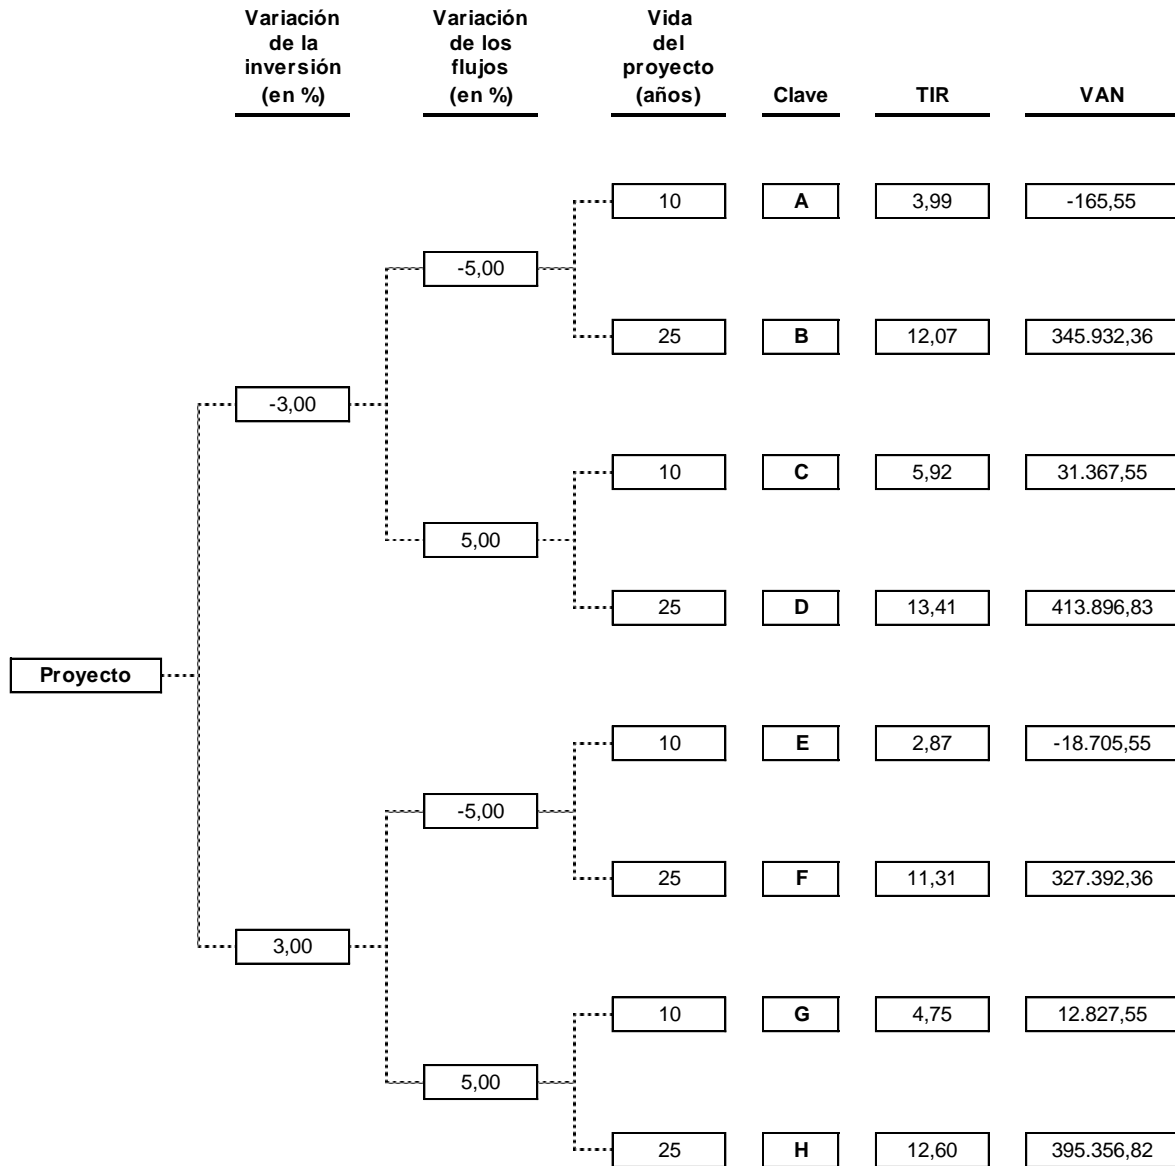 Variación de la inversión (en %)
Variación de los flujos (en %)
Vida del proyecto (años)
Clave
TIR
VAN
10 A 3,99 -165,55
-5,00
25 B 12,07 345.932,36
-3,00
10 C 5,92 31.367,55
5,00
25 D 13,41 413.896,83
Proyecto
10 E 2,87 -18.705,55
-5,00
25 F 11,31 327.392,36
3,00
10 G 4,75 12.827,55
5,00
25 H 12,60 395.356,82